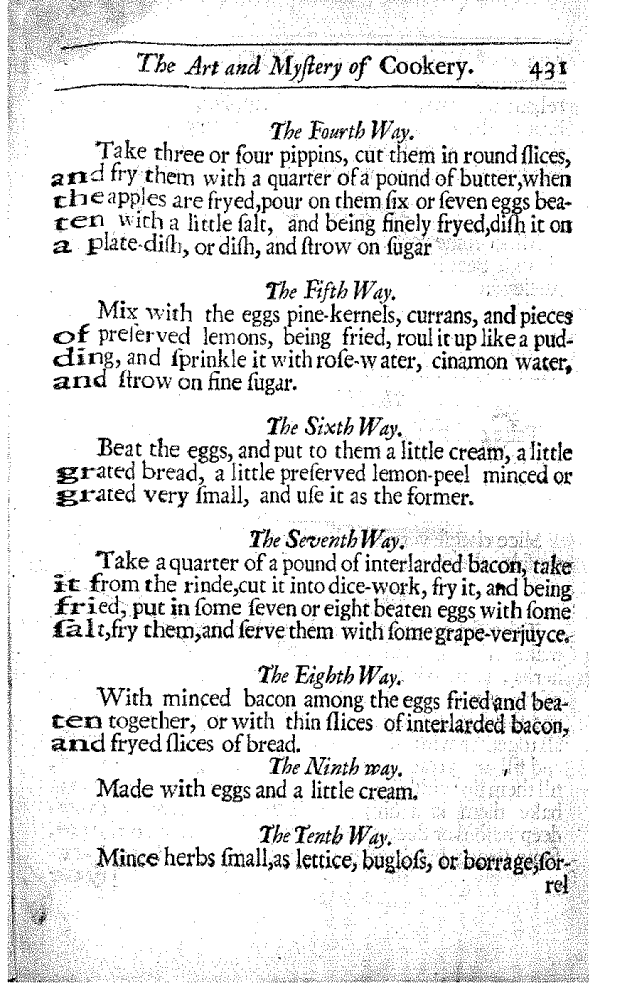 The Art and Myſtery of Cookery. 431
The Fourth Way.
Take three or four pippins, cut them in round ſlices,
and fry them with a quarter of a pound of butter,when
the apples are fryed,pour on them ſix or ſeven eggs bea-
ten with a little ſalt, and being finely fryed,diſh it on
a plate-diſh, or diſh, and ſtrow on ſugar
The Fifth Way.
Mix with the eggs pine-kernels, currans, and pieces
of preſerved lemons, being fried, roul it up like a pud-
ding, and ſprinkle it with roſe-water, cinamon water,
and ſtrow on fine ſugar.
The Sixth Way.
Beat the eggs, and put to them a little cream, a little
grated bread, a little preſerved lemon-peel minced or
grated very ſmall, and uſe it as the former.
The Seventh Way.
Take a quarter of a pound of interlarded bacon, take
it from the rinde,cut it into dice-work, fry it, and being
fried, put in ſome ſeven or eight beaten eggs with ſome
ſalt,fry them,and ſerve them with ſome grape-verjuyce.
The Eighth Way.
With minced bacon among the eggs fried and bea-
ten together, or with thin ſlices of interlarded bacon,
and fryed ſlices of bread.
The Ninth way.
Made with eggs and a little cream.
The Tenth Way.
Mince herbs ſmall,as lettice, bugloſs, or borrage,ſor-
rel